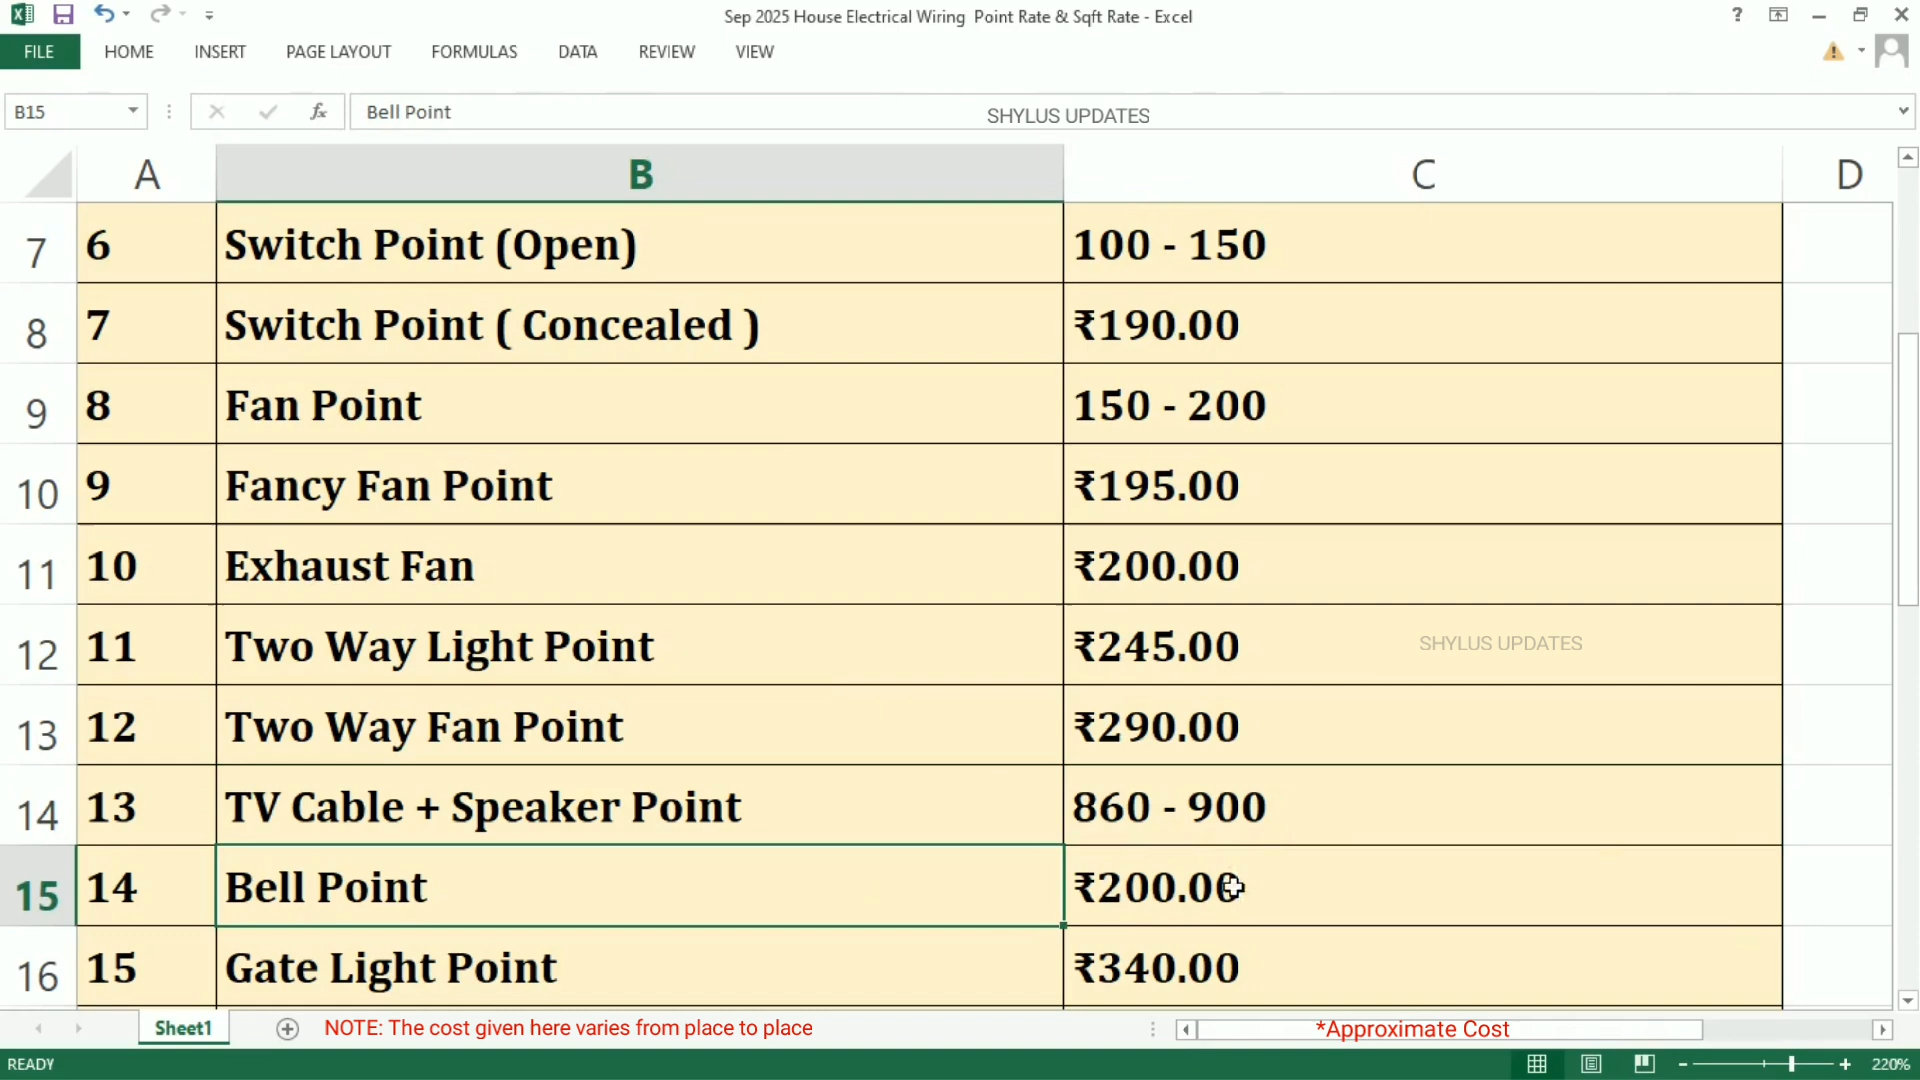 Sep 2025 House Electrical Wiring Point Rate & Sqft Rate - Excel
?
FILE HOME INSERT PAGE LAYOUT FORMULAS DATA REVIEW VIEW
B15 fx Bell Point SHYLUS UPDATES
A B C D
7 6 Switch Point (Open) 100 - 150
8 7 Switch Point ( Concealed ) ₹190.00
9 8 Fan Point 150 - 200
10 9 Fancy Fan Point ₹195.00
11 10 Exhaust Fan ₹200.00
12 11 Two Way Light Point ₹245.00 SHYLUS UPDATES
13 12 Two Way Fan Point ₹290.00
14 13 TV Cable + Speaker Point 860 - 900
15 14 Bell Point ₹200.00
16 15 Gate Light Point ₹340.00
Sheet1 NOTE: The cost given here varies from place to place *Approximate Cost
READY 220%